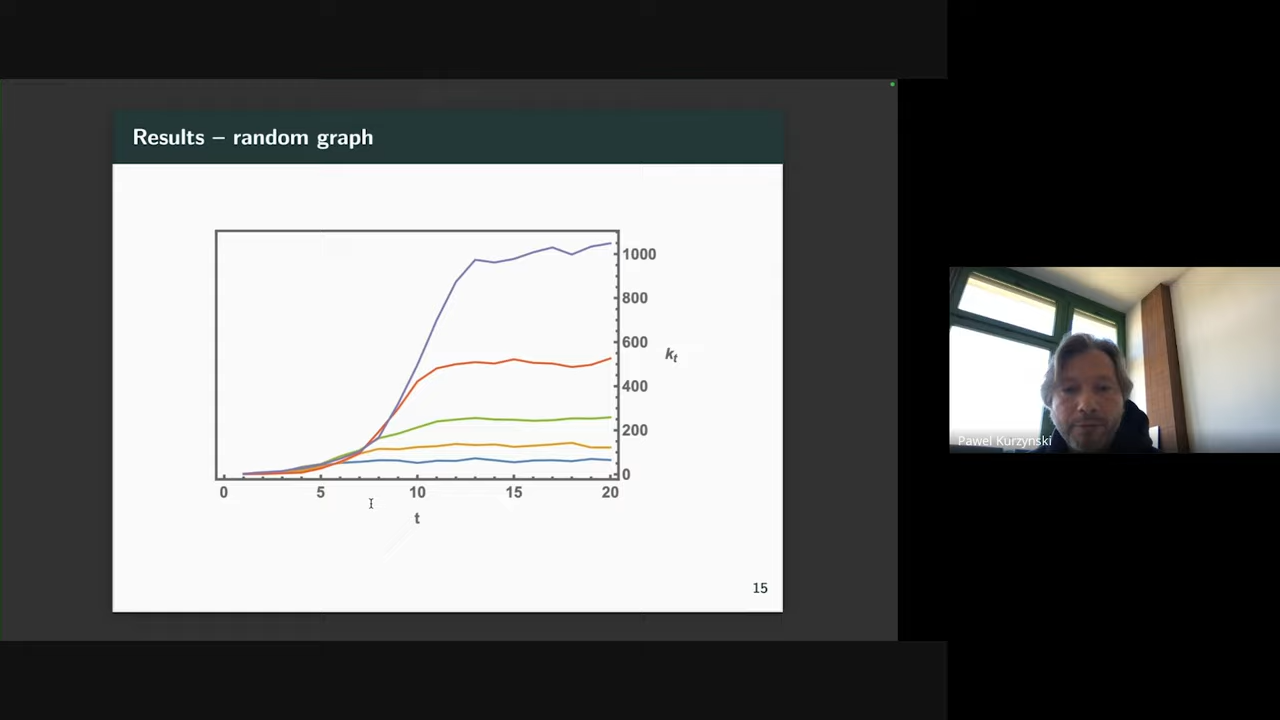 Results – random graph
1000
800
600
400
200
0
k_t
0 5 10 15 20
t
15
Pawel Kurzynski